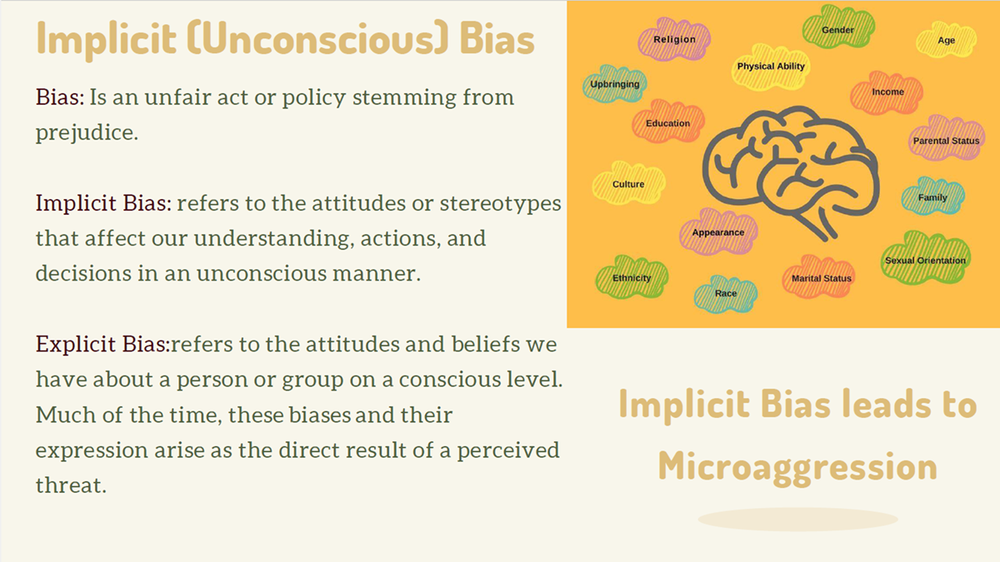 Implicit (Unconscious) Bias
Bias: Is an unfair act or policy stemming from
prejudice.
Implicit Bias: refers to the attitudes or stereotypes
that affect our understanding, actions, and
decisions in an unconscious manner.
Explicit Bias:refers to the attitudes and beliefs we
have about a person or group on a conscious level.
Much of the time, these biases and their
expression arise as the direct result of a perceived
threat.
Religion
Gender
Age
Physical Ability
Upbringing
Income
Education
Parental Status
Culture
Family
Appearance
Sexual Orientation
Ethnicity
Marital Status
Race
Implicit Bias leads to
Microaggression